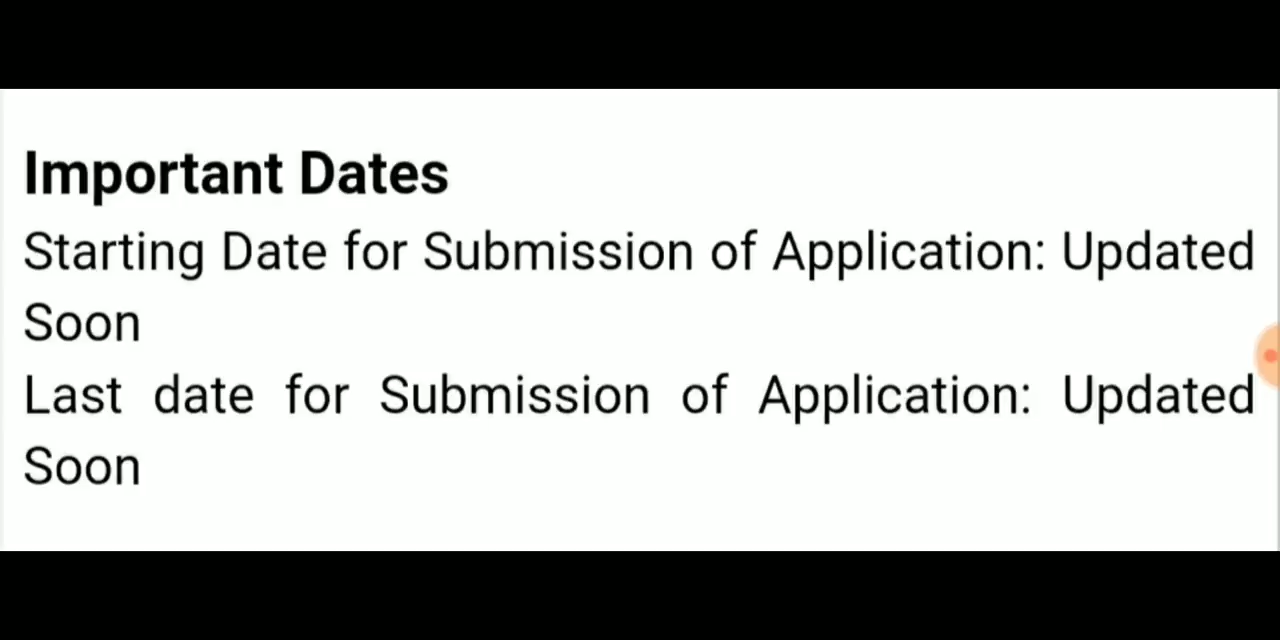 Important Dates
Starting Date for Submission of Application: Updated
Soon
Last date for Submission of Application: Updated
Soon